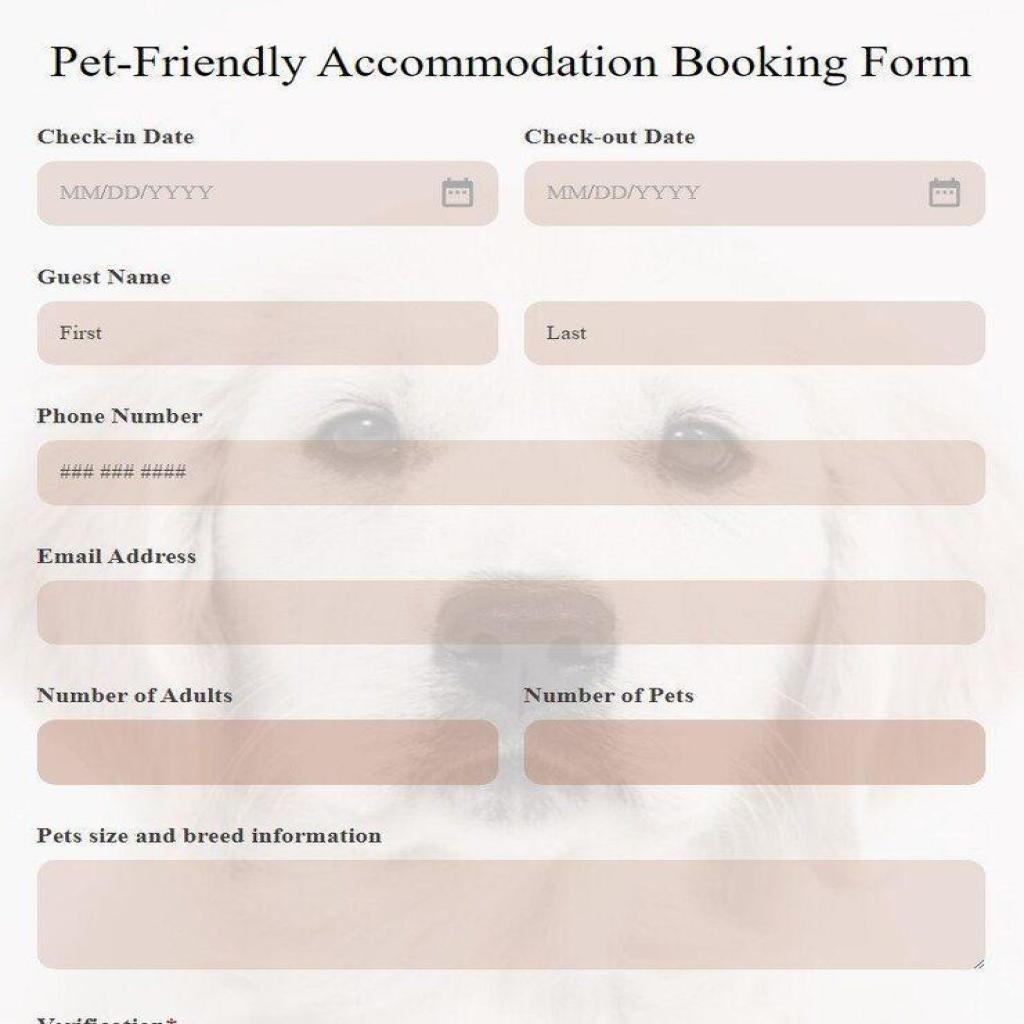 Pet-Friendly Accommodation Booking Form
Check-in Date Check-out Date
MM/DD/YYYY MM/DD/YYYY
Guest Name
First Last
Phone Number
### ### ####
Email Address
Number of Adults Number of Pets
Pets size and breed information
Verification*